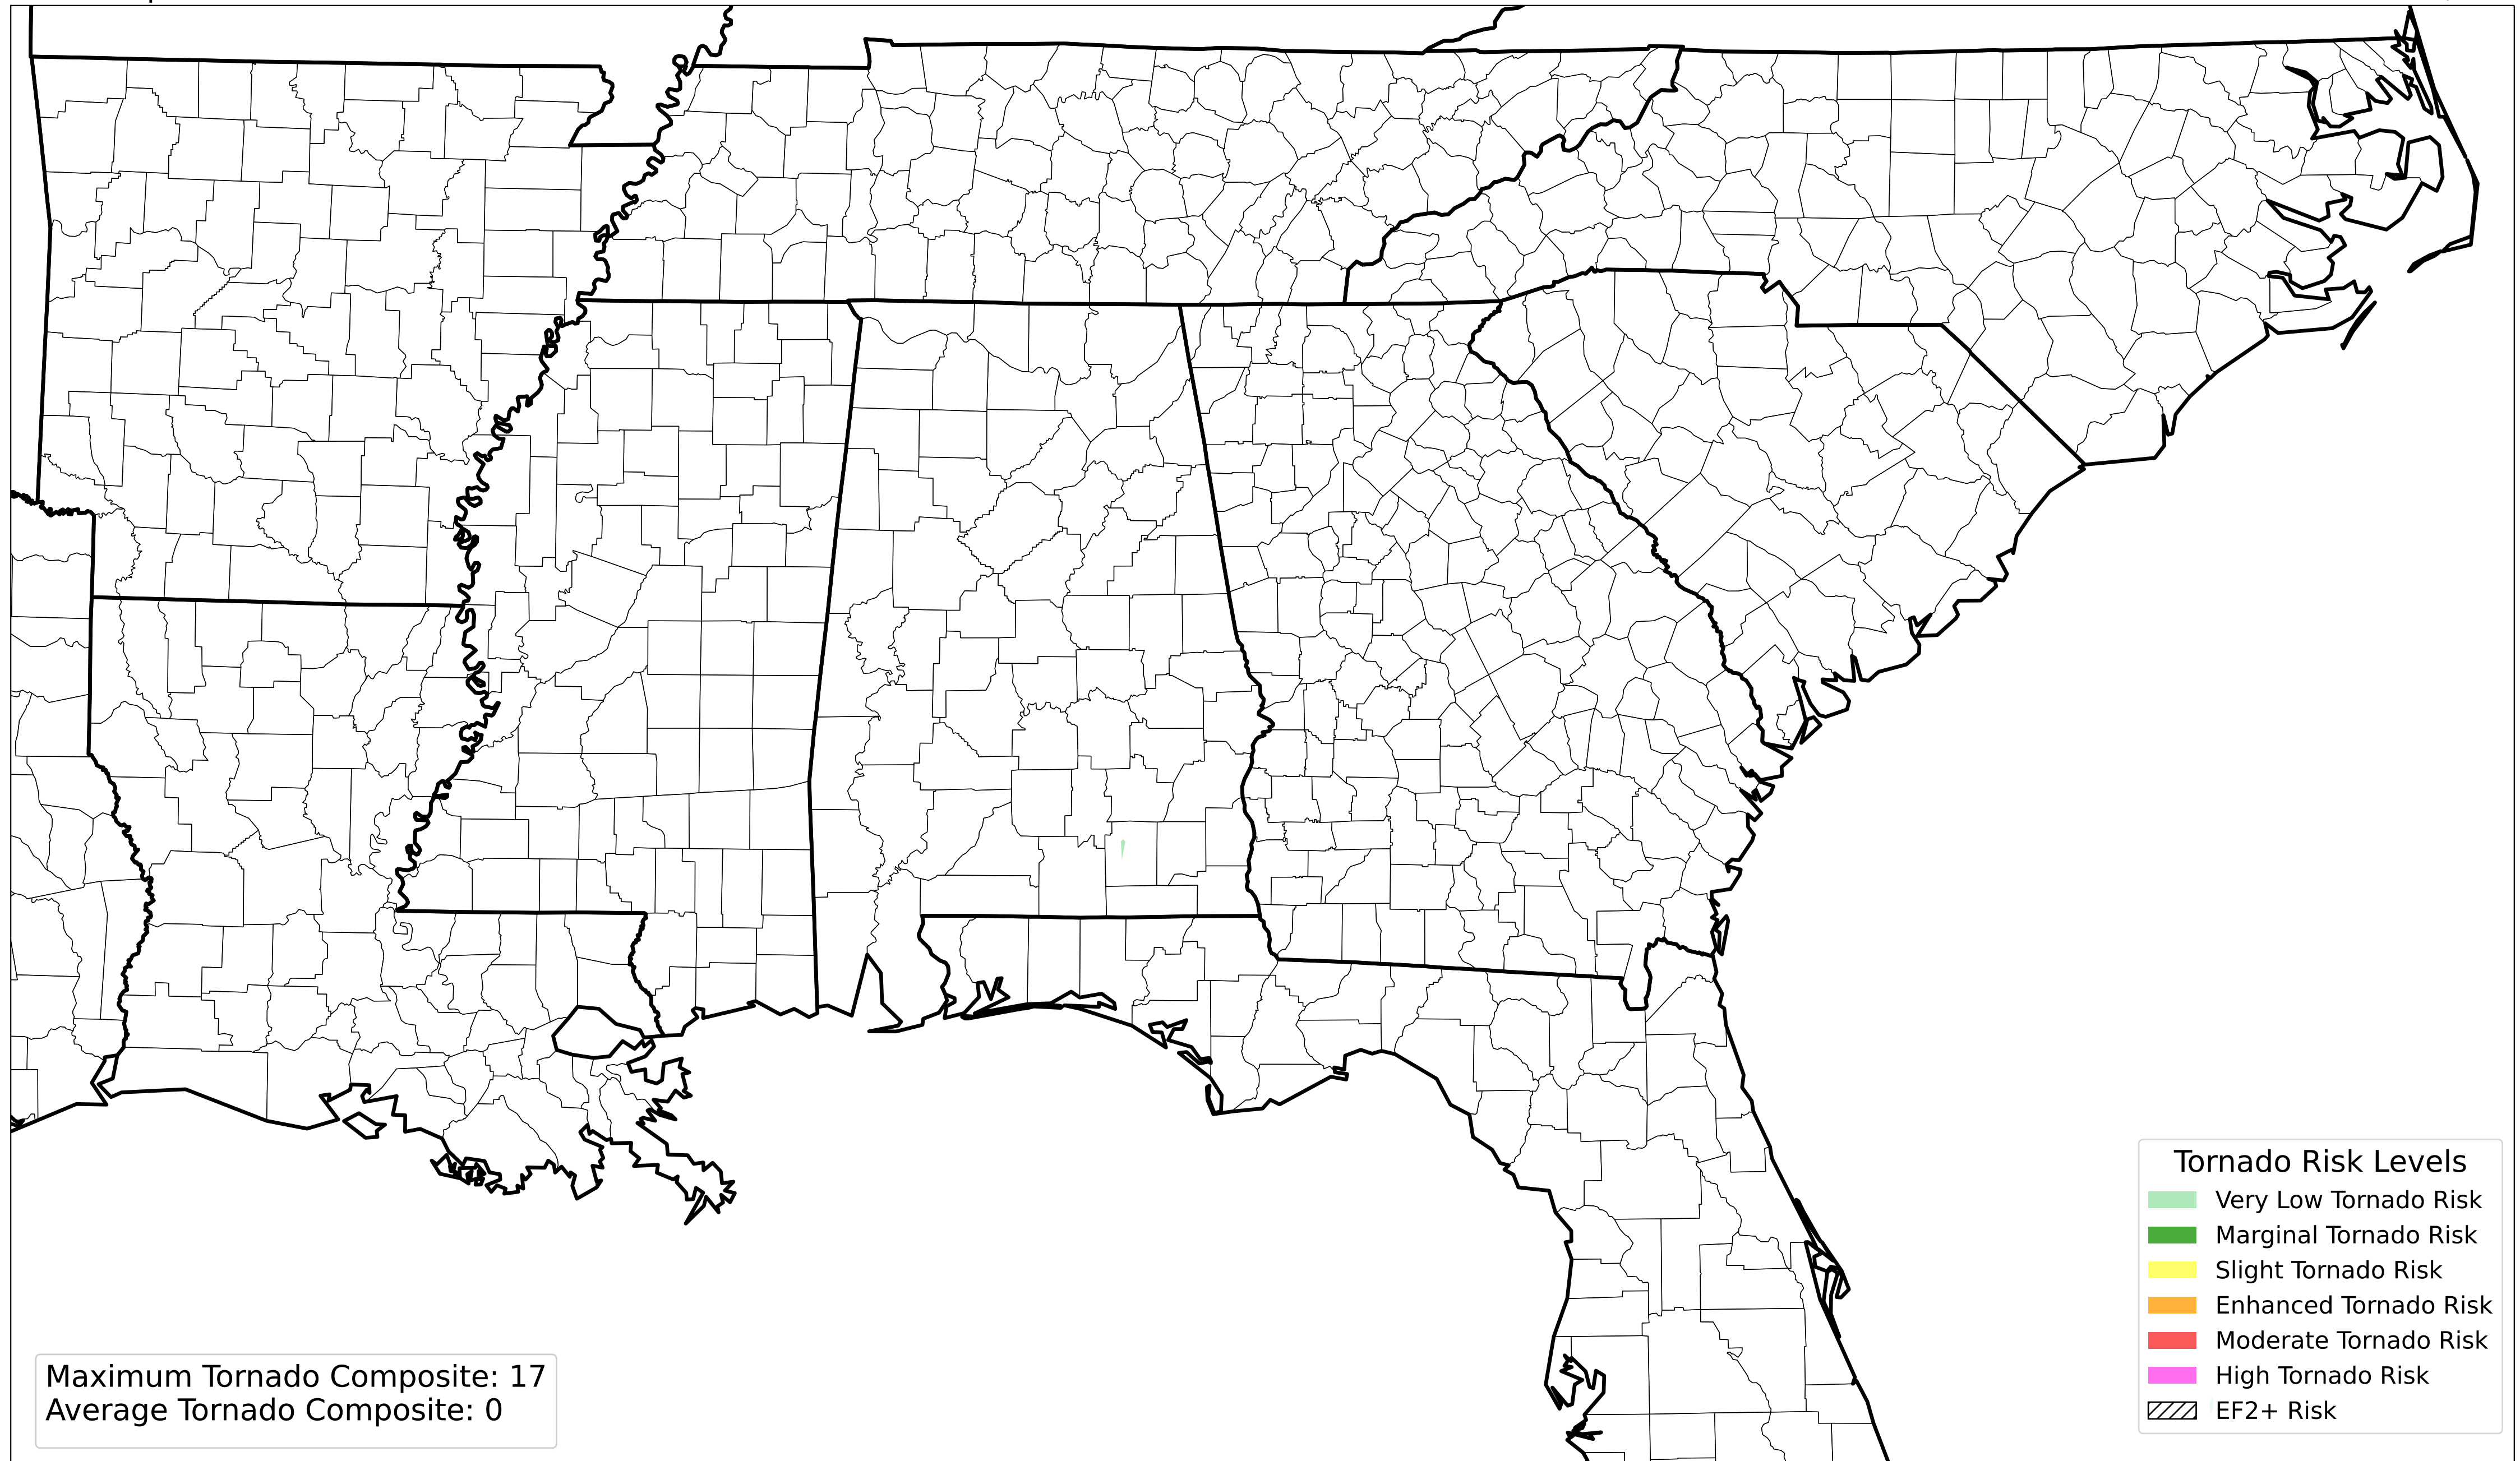 Tornado Risk Levels
Very Low Tornado Risk
Marginal Tornado Risk
Slight Tornado Risk
Enhanced Tornado Risk
Moderate Tornado Risk
High Tornado Risk
EF2+ Risk
Maximum Tornado Composite: 17
Average Tornado Composite: 0